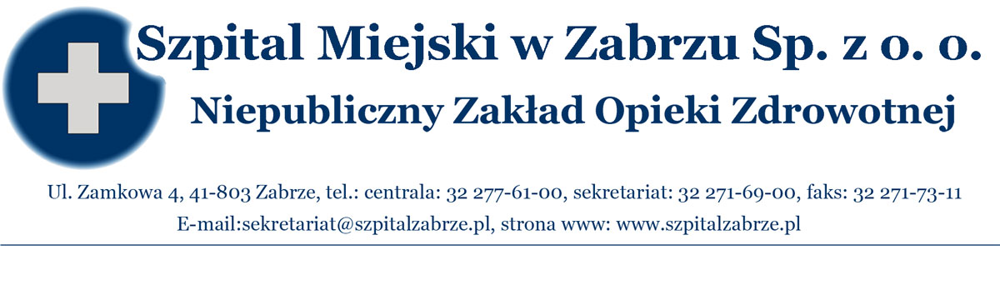 Szpital Miejski w Zabrzu Sp. z o. o.
Niepubliczny Zakład Opieki Zdrowotnej
Ul. Zamkowa 4, 41-803 Zabrze, tel.: centrala: 32 277-61-00, sekretariat: 32 271-69-00, faks: 32 271-73-11
E-mail:sekretariat@szpitalzabrze.pl, strona www: www.szpitalzabrze.pl